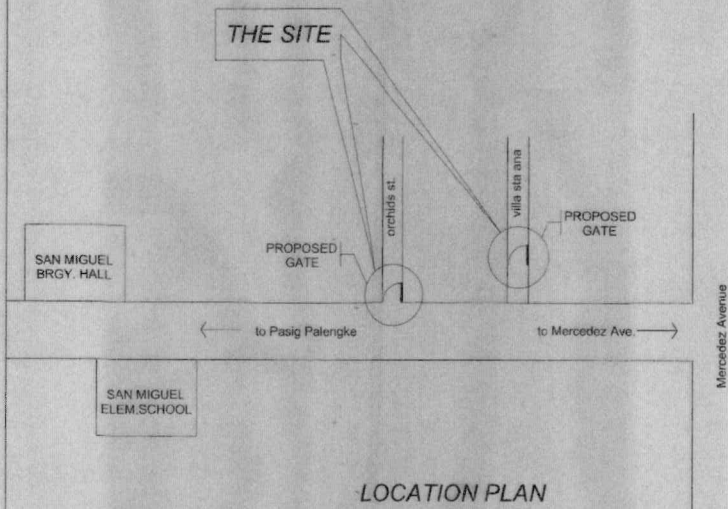 THE SITE
orchids st.
villa sta ana
PROPOSED
GATE
PROPOSED
GATE
SAN MIGUEL
BRGY. HALL
to Pasig Palengke
to Mercedez Ave.
Mercedez Avenue
SAN MIGUEL
ELEM.SCHOOL
LOCATION PLAN